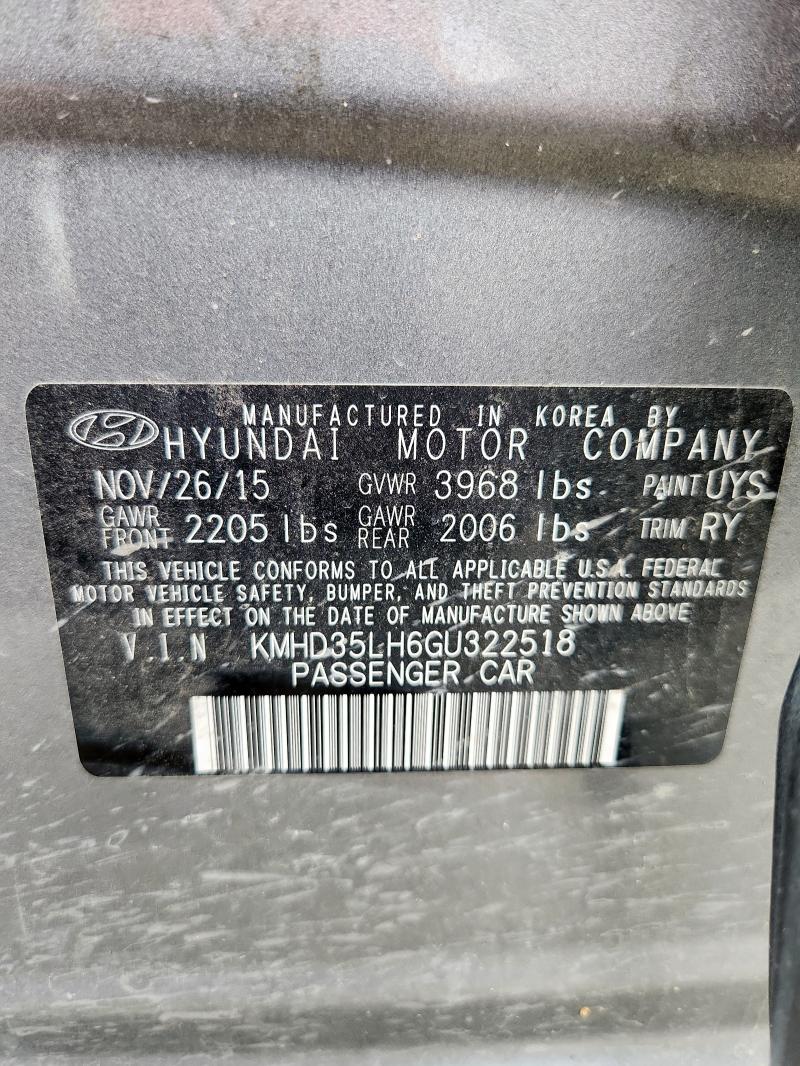 MANUFACTURED IN KOREA BY
HYUNDAI MOTOR COMPANY
NOV/26/15 GVWR 3968 lbs. PAINT UYS
GAWR FRONT 2205 lbs GAWR REAR 2006 lbs TRIM RY
THIS VEHICLE CONFORMS TO ALL APPLICABLE U.S.A. FEDERAL
MOTOR VEHICLE SAFETY, BUMPER, AND THEFT PREVENTION STANDARDS
IN EFFECT ON THE DATE OF MANUFACTURE SHOWN ABOVE
V.I.N KMHD35LH6GU322518
PASSENGER CAR